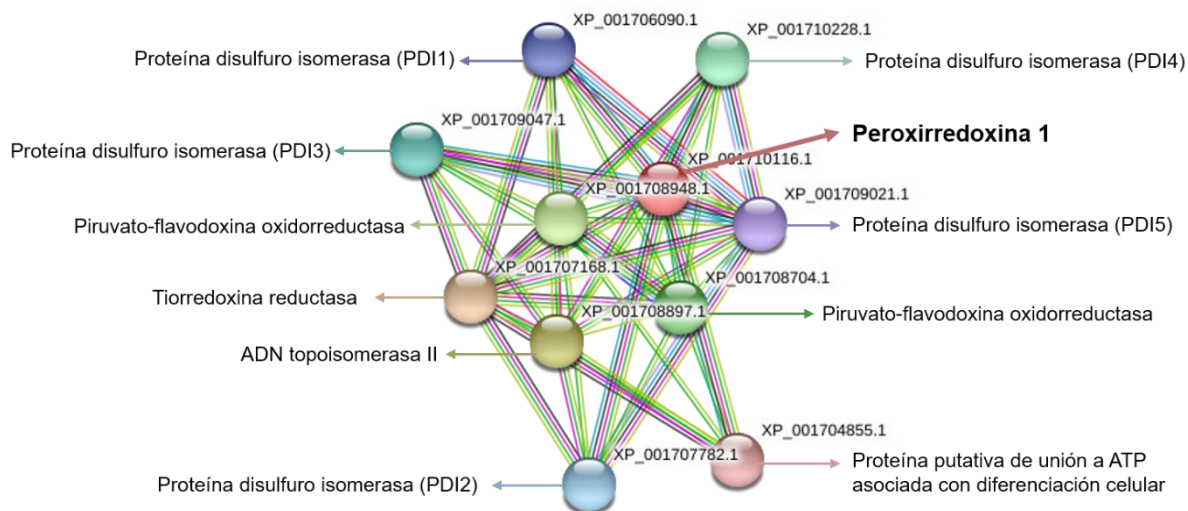 XP_001706090.1
XP_001710228.1
Proteína disulfuro isomerasa (PDI1)
Proteína disulfuro isomerasa (PDI4)
XP_001709047.1
Peroxirredoxina 1
Proteína disulfuro isomerasa (PDI3)
XP_001710116.1
XP_001708948.1
XP_001709021.1
Piruvato-flavodoxina oxidorreductasa
Proteína disulfuro isomerasa (PDI5)
XP_001707168.1
XP_001708704.1
Tiorredoxina reductasa
XP_001708897.1
Piruvato-flavodoxina oxidorreductasa
ADN topoisomerasa II
XP_001704855.1
XP_001707782.1
Proteína disulfuro isomerasa (PDI2)
Proteína putativa de unión a ATP
asociada con diferenciación celular